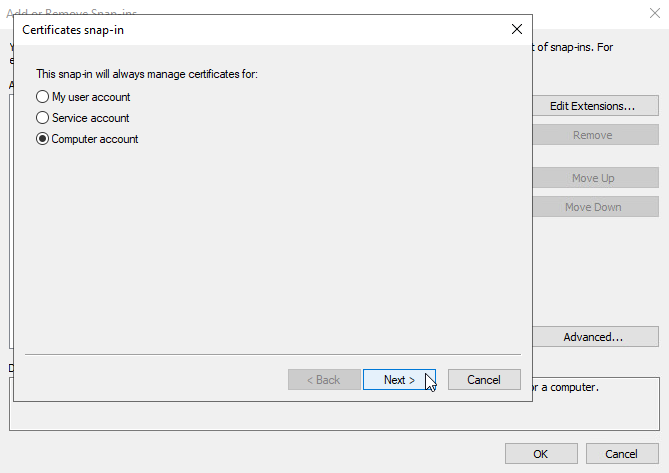 Add or Remove Snap-ins
Certificates snap-in
t of snap-ins. For
This snap-in will always manage certificates for:
My user account
Service account
Computer account
Edit Extensions...
Remove
Move Up
Move Down
Advanced...
< Back
Next >
Cancel
or a computer.
OK
Cancel